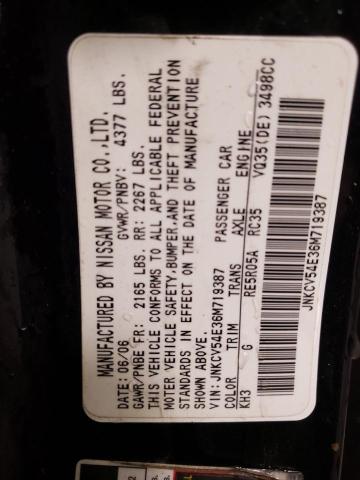 MANUFACTURED BY NISSAN MOTOR CO.,LTD.
DATE: 06/06 GVWR/PNBV: 4377 LBS.
GAWR/PNBE FR: 2165 LBS. RR: 2267 LBS.
THIS VEHICLE CONFORMS TO ALL APPLICABLE FEDERAL
MOTER VEHICLE SAFETY,BUMPER,AND THEFT PREVENTION
STANDARDS IN EFFECT ON THE DATE OF MANUFACTURE
SHOWN ABOVE.
VIN: JNKCV54E36M719387 PASSENGER CAR
COLOR TRIM TRANS AXLE ENGINE
KH3 G RE5R05A RC35 VQ35(DE) 3498CC
JNKCV54E36M719387